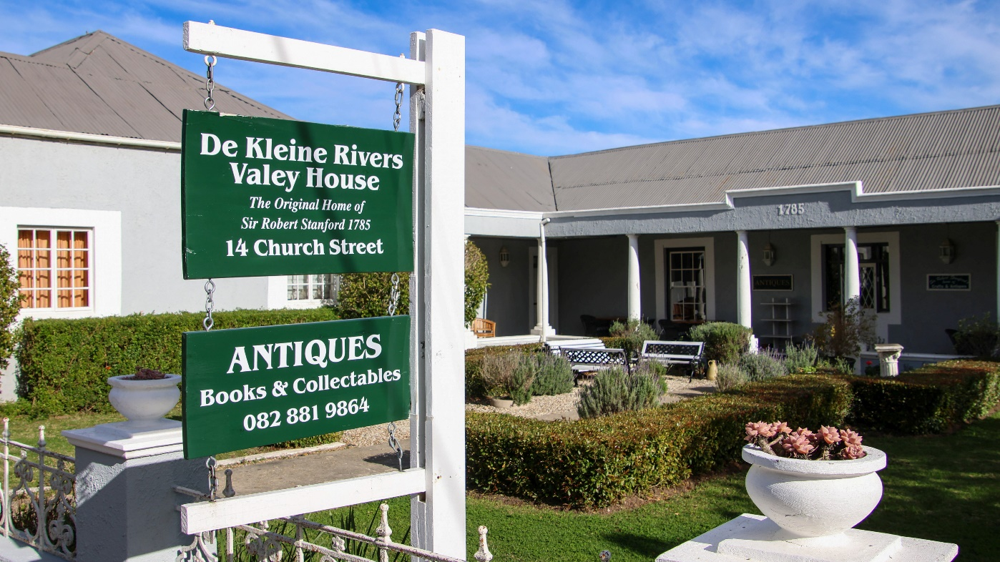 De Kleine Rivers
Valey House
The Original Home of
Sir Robert Stanford 1785
14 Church Street
ANTIQUES
Books & Collectables
082 881 9864
1785
ANTIQUES